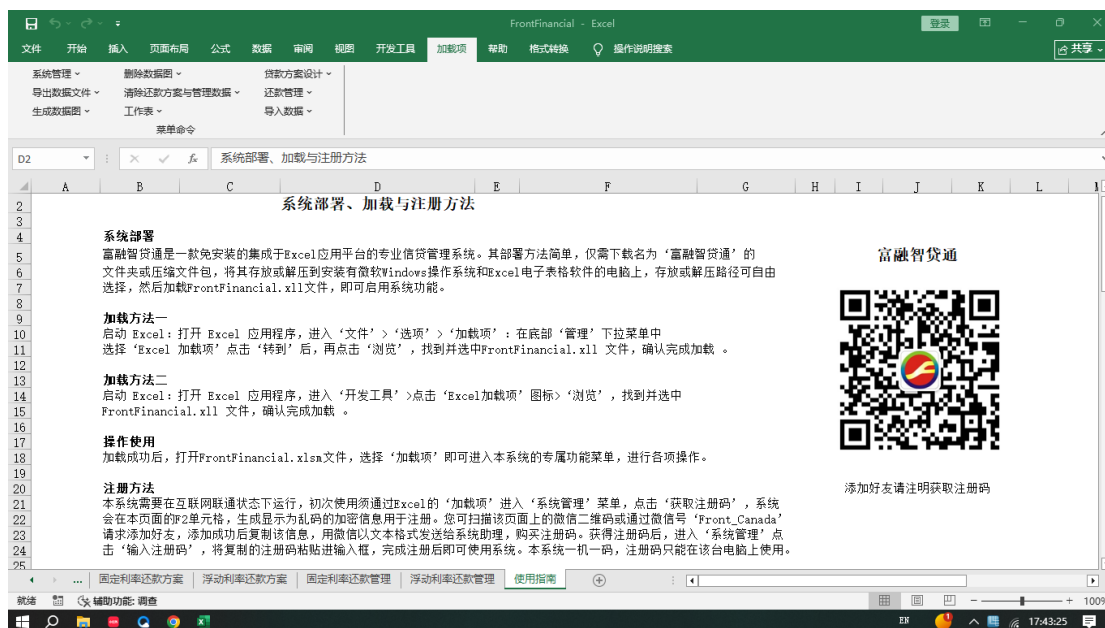 FrontFinancial - Excel
登录
文件 开始 插入 页面布局 公式 数据 审阅 视图 开发工具 加载项 帮助 格式转换 操作说明搜索 共享
系统管理 删除数据图 贷款方案设计
导出数据文件 清除还款方案与管理数据 还款管理
生成数据图 工作表 导入数据
菜单命令
D2 fx 系统部署、加载与注册方法
A B C D E F G H I J K L M
2 系统部署、加载与注册方法
3
4 系统部署
5 富融智贷通是一款免安装的集成于Excel应用平台的专业信贷管理系统。其部署方法简单，仅需下载名为‘富融智贷通’的 富融智贷通
6 文件夹或压缩文件包，将其存放或解压到安装有微软Windows操作系统和Excel电子表格软件的电脑上，存放或解压路径可自由
7 选择，然后加载FrontFinancial.xll文件，即可启用系统功能。
8
9 加载方法一
10 启动 Excel：打开 Excel 应用程序，进入‘文件’>‘选项’>‘加载项’：在底部‘管理’下拉菜单中
11 选择‘Excel 加载项’点击‘转到’后，再点击‘浏览’，找到并选中FrontFinancial.xll 文件，确认完成加载 。
12
13 加载方法二
14 启动 Excel：打开 Excel 应用程序，进入‘开发工具’>点击‘Excel加载项’图标>‘浏览’，找到并选中
15 FrontFinancial.xll 文件，确认完成加载 。
16
17 操作使用
18 加载成功后，打开FrontFinancial.xlsm文件，选择‘加载项’即可进入本系统的专属功能菜单，进行各项操作。
19
20 注册方法 添加好友请注明获取注册码
21 本系统需要在互联网联通状态下运行，初次使用须通过Excel的‘加载项’进入‘系统管理’菜单，点击‘获取注册码’，系统
22 会在本页面的F2单元格，生成显示为乱码的加密信息用于注册。您可扫描该页面上的微信二维码或通过微信号‘Front_Canada’
23 请求添加好友，添加成功后复制该信息，用微信以文本格式发送给系统助理，购买注册码。获得注册码后，进入‘系统管理’点
24 击‘输入注册码’，将复制的注册码粘贴进输入框，完成注册后即可使用系统。本系统一机一码，注册码只能在该台电脑上使用。
25
... 固定利率还款方案 浮动利率还款方案 固定利率还款管理 浮动利率还款管理 使用指南
就绪 辅助功能: 调查 100%
EN 17:43:25